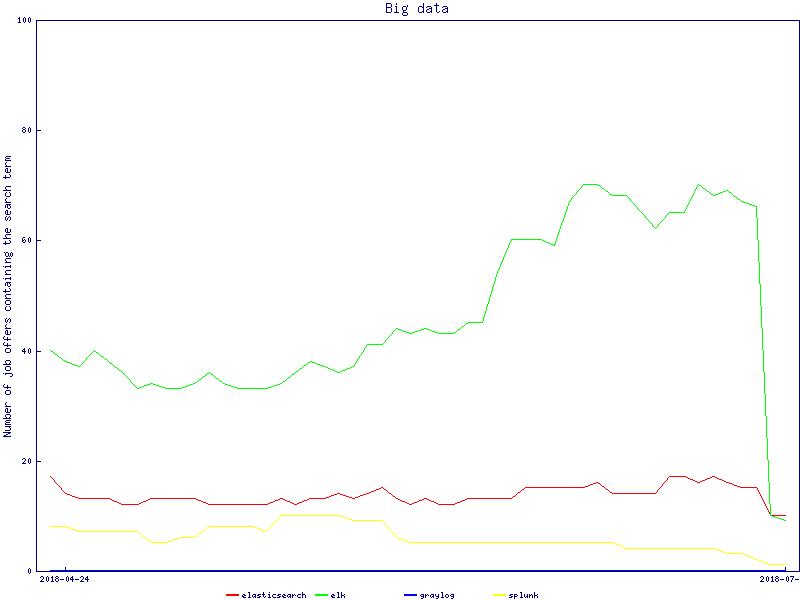 Big data
100
80
60
40
20
0
Number of job offers containing the search term
2018-04-24
2018-07-
elasticsearch
elk
graylog
splunk